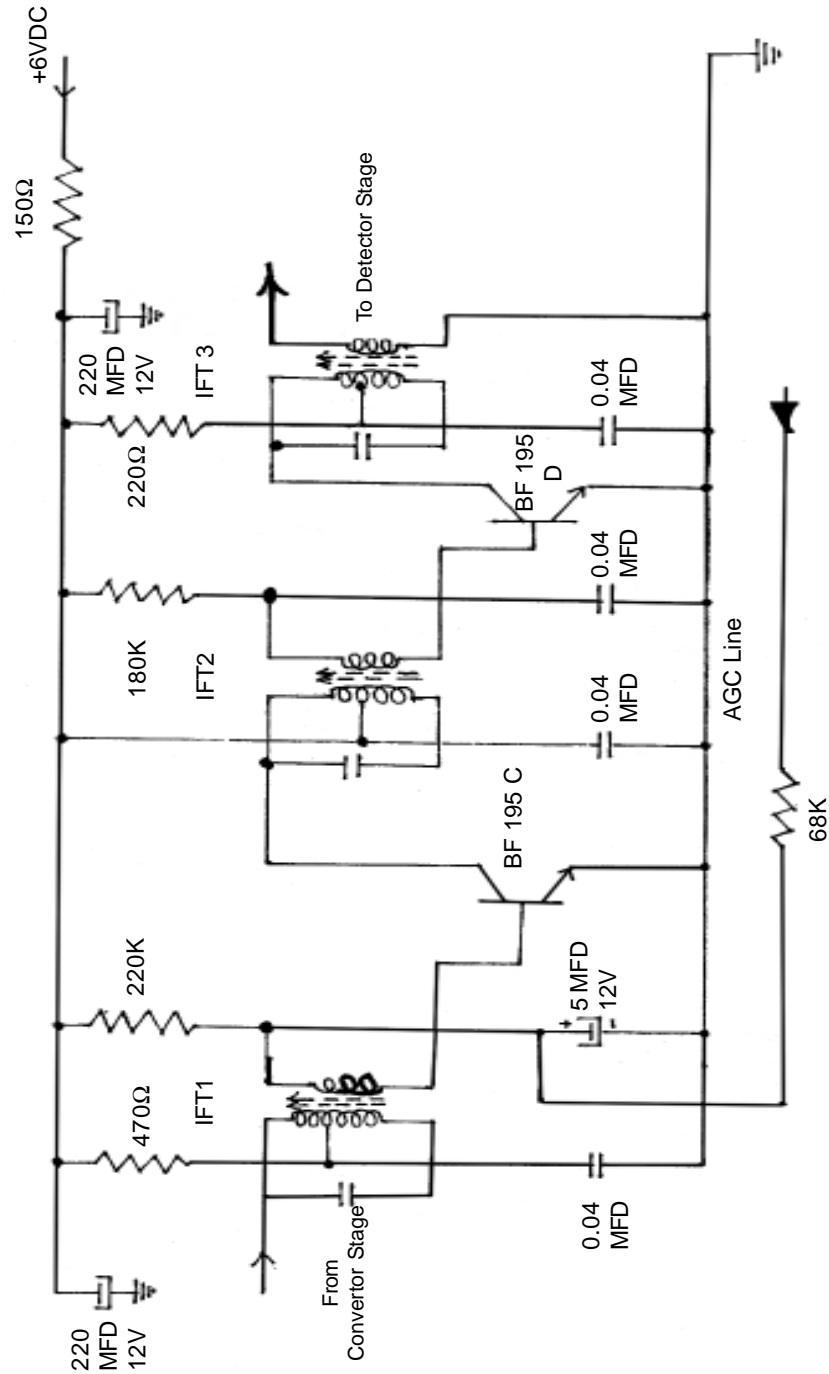 220
MFD
12V
470Ω
220K
180K
220Ω
220
MFD
12V
150Ω
+6VDC
IFT1
IFT2
IFT 3
From
Convertor Stage
To Detector Stage
BF 195 C
BF 195
D
0.04
MFD
+
-
5 MFD
12V
0.04
MFD
0.04
MFD
0.04
MFD
AGC Line
68K